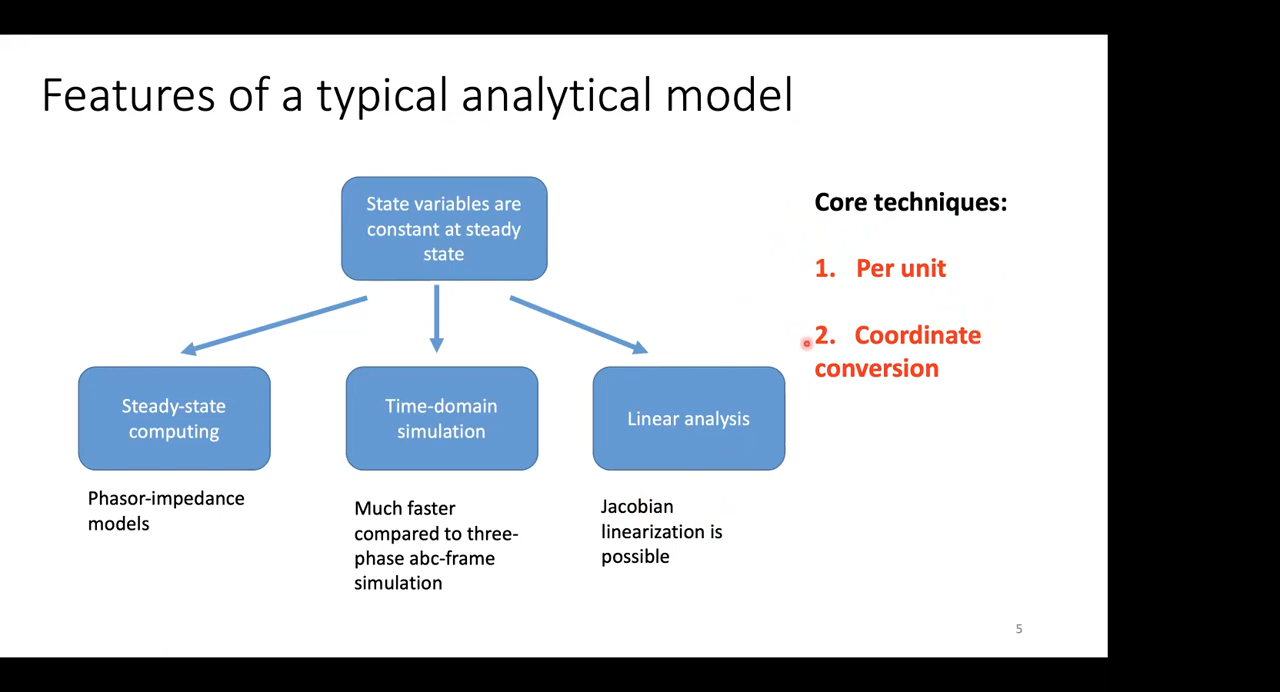 Features of a typical analytical model
State variables are
constant at steady
state
Core techniques:
1. Per unit
2. Coordinate
conversion
Steady-state
computing
Time-domain
simulation
Linear analysis
Phasor-impedance
models
Much faster
compared to three-
phase abc-frame
simulation
Jacobian
linearization is
possible
5